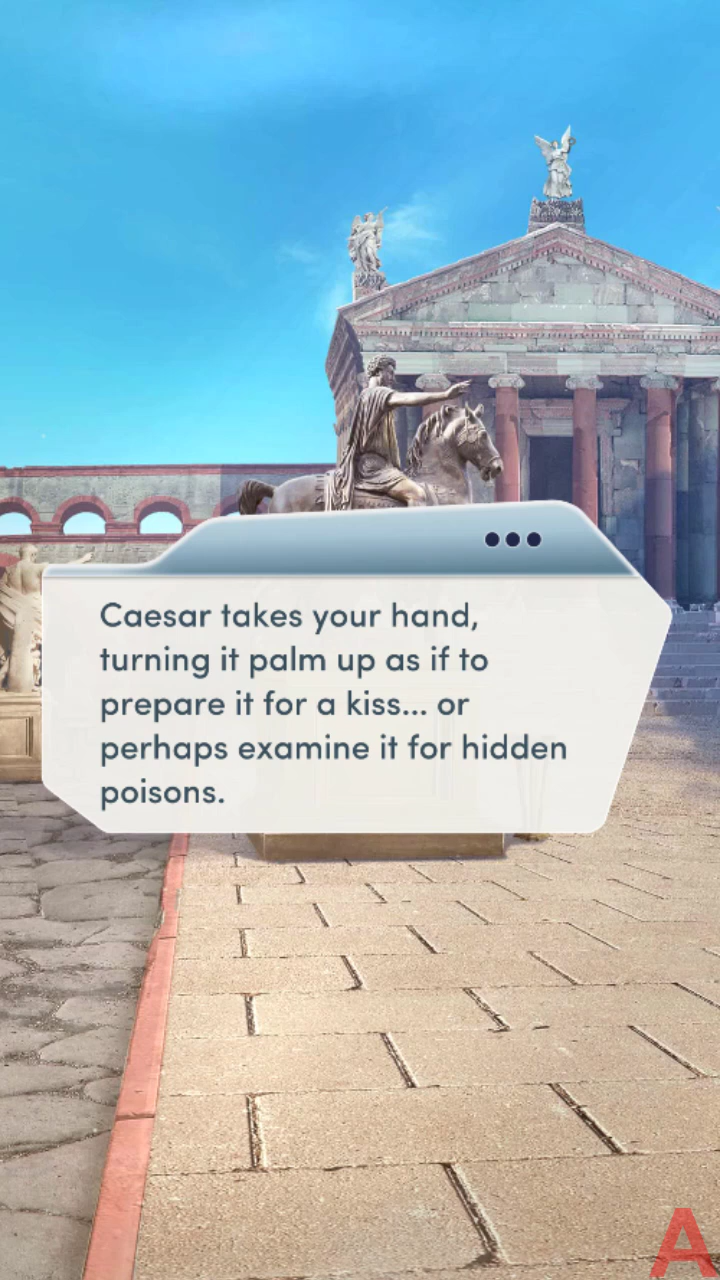 Caesar takes your hand,
turning it palm up as if to
prepare it for a kiss... or
perhaps examine it for hidden
poisons.
A